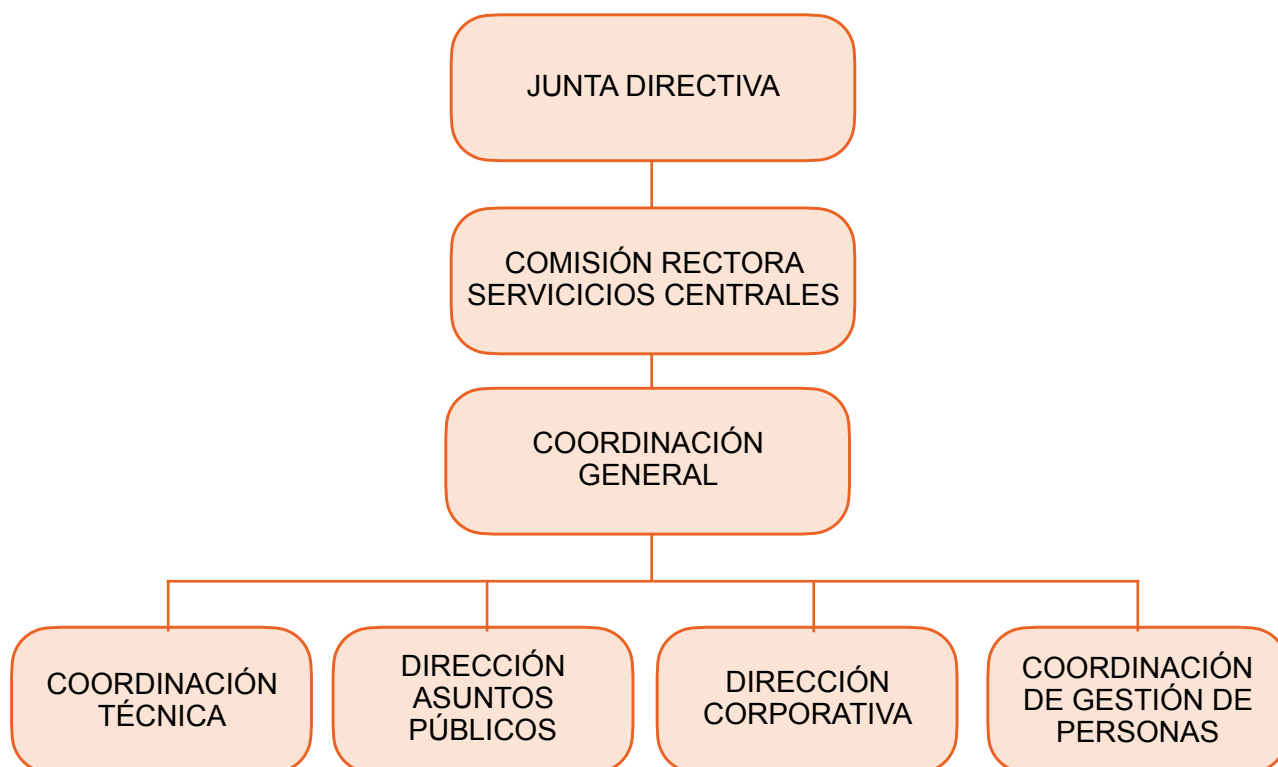 JUNTA DIRECTIVA
COMISIÓN RECTORA
SERVICICIOS CENTRALES
COORDINACIÓN
GENERAL
COORDINACIÓN
TÉCNICA
DIRECCIÓN
ASUNTOS
PÚBLICOS
DIRECCIÓN
CORPORATIVA
COORDINACIÓN
DE GESTIÓN DE
PERSONAS